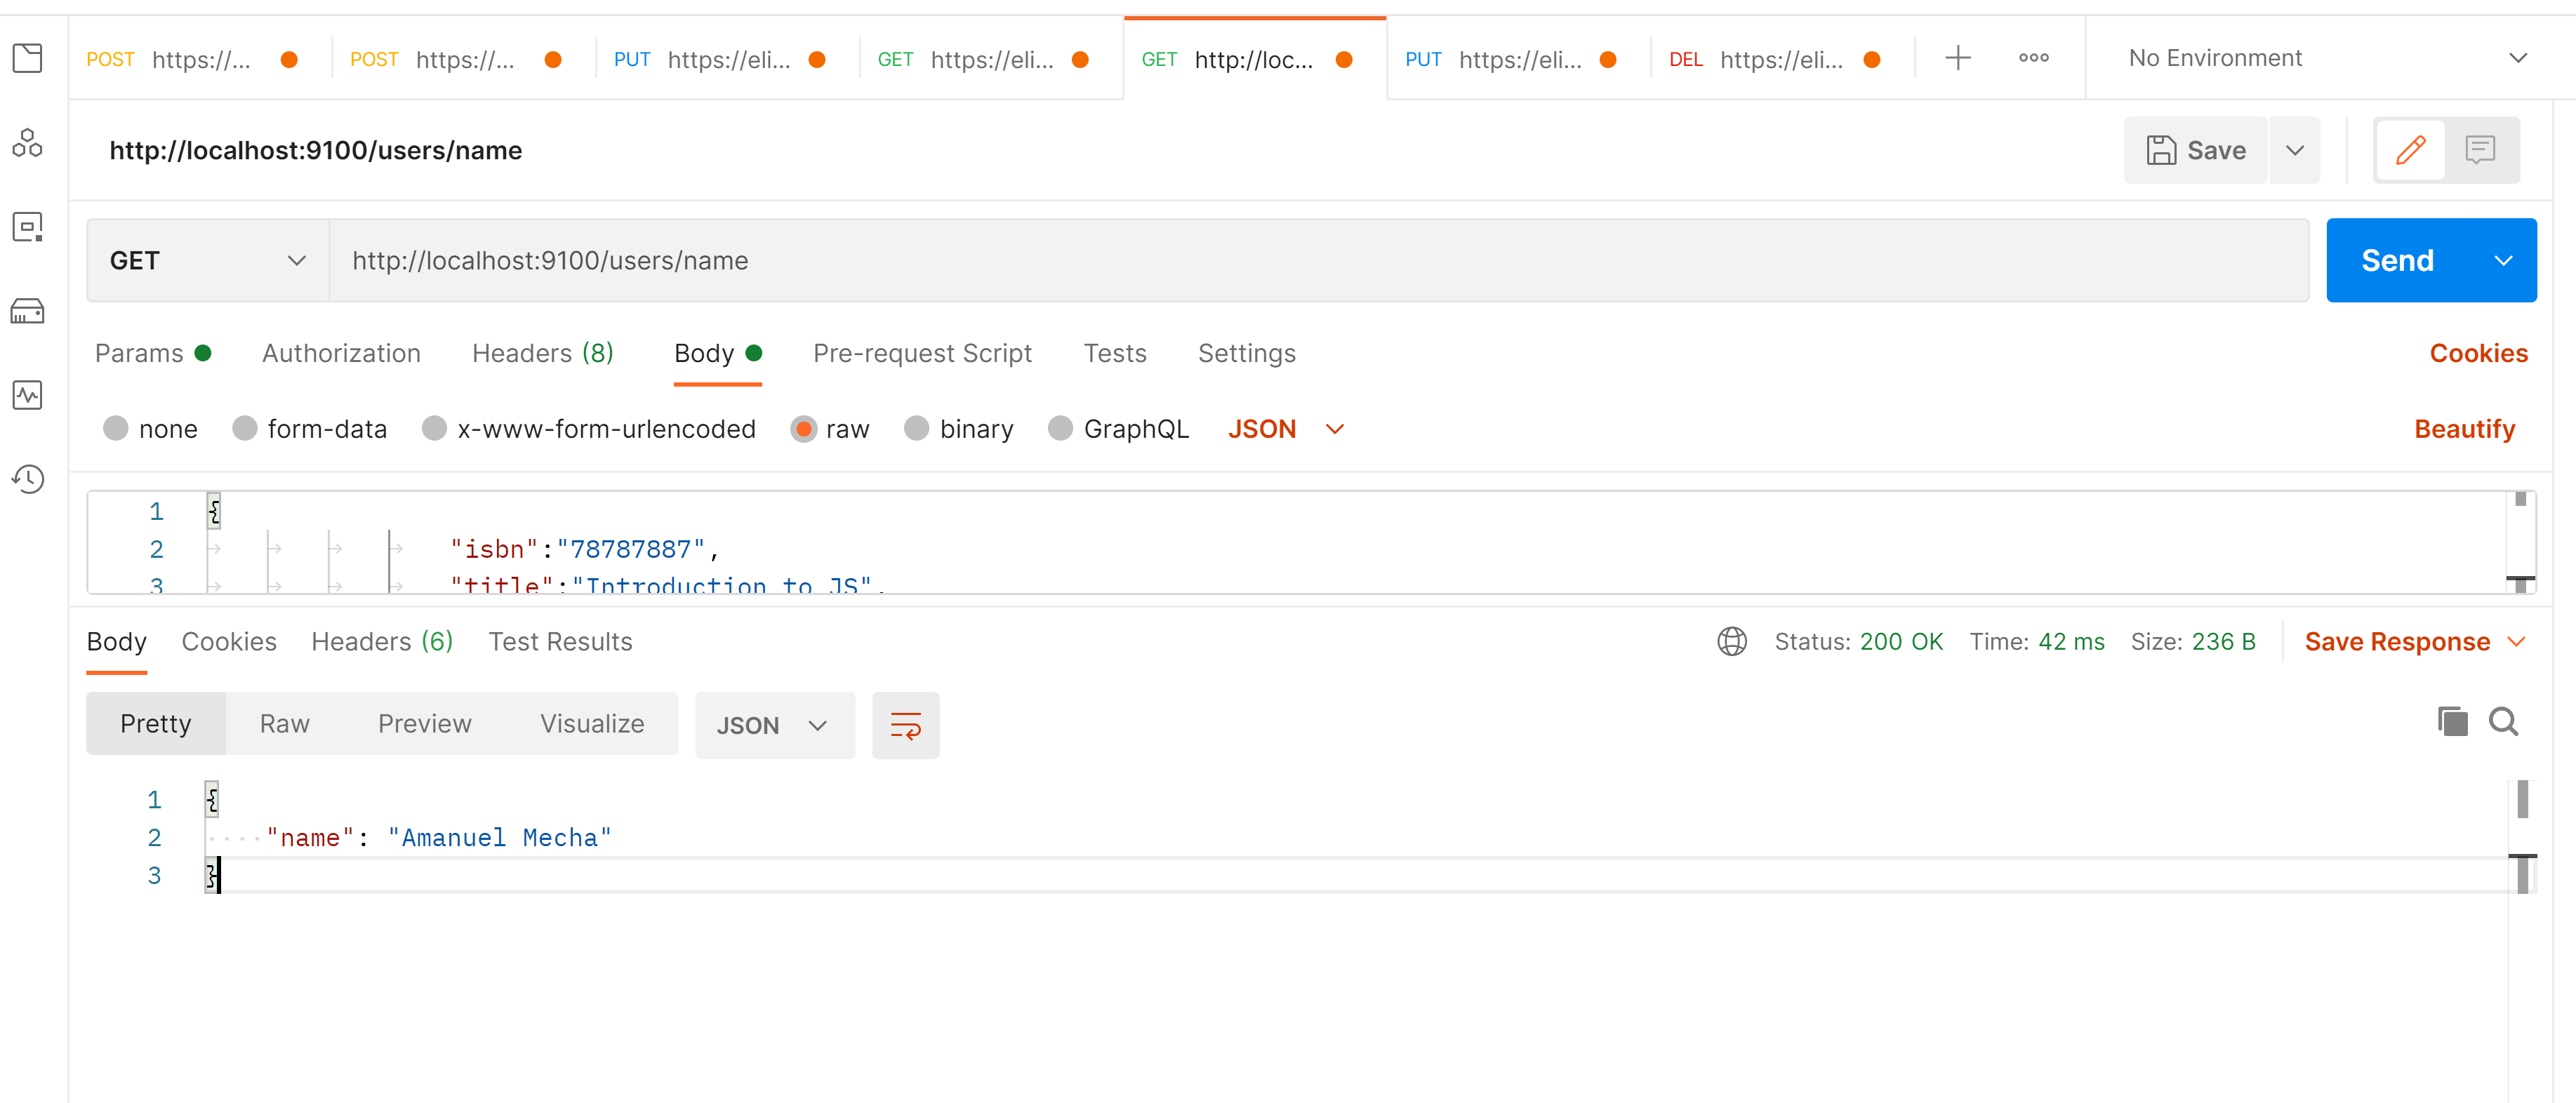 POST https://... POST https://... PUT https://eli... GET https://eli... GET http://loc... PUT https://eli... DEL https://eli... No Environment
http://localhost:9100/users/name Save
GET http://localhost:9100/users/name Send
Params Authorization Headers (8) Body Pre-request Script Tests Settings Cookies
none form-data x-www-form-urlencoded raw binary GraphQL JSON Beautify
1 {
2 "isbn":"78787887",
3 "title":"Introduction to JS",
Body Cookies Headers (6) Test Results Status: 200 OK Time: 42 ms Size: 236 B Save Response
Pretty Raw Preview Visualize JSON
1 {
2 "name": "Amanuel Mecha"
3 }